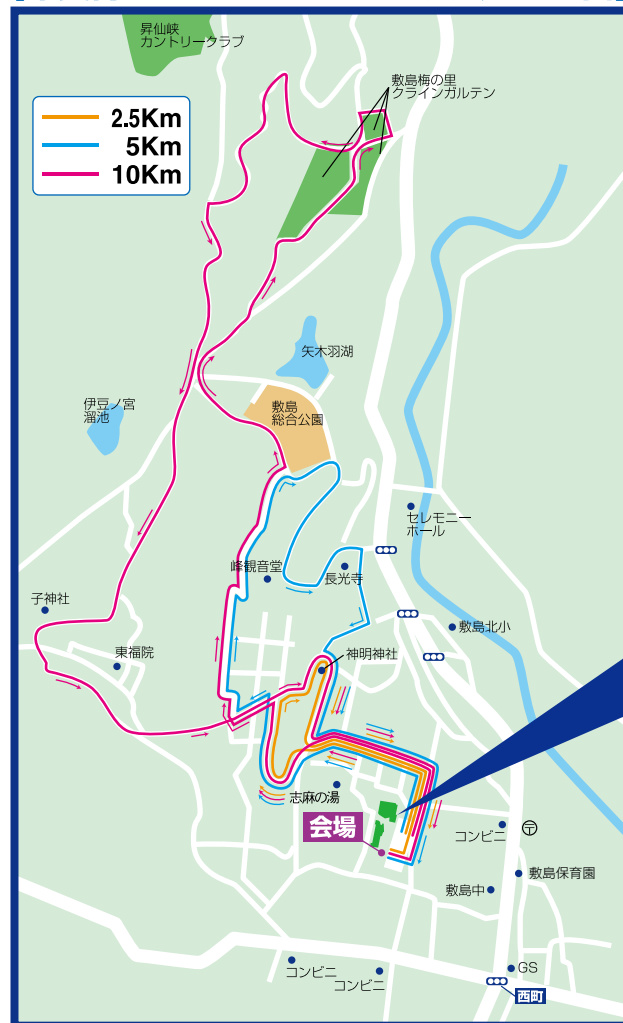 昇仙峡
カントリークラブ
敷島梅の里
クラインガルテン
2.5Km
5Km
10Km
矢木羽湖
伊豆ノ宮
溜池
敷島
総合公園
セレモニー
ホール
峰観音堂
長光寺
子神社
敷島北小
東福院
神明神社
志麻の湯
会場
コンビニ
〒
敷島保育園
敷島中
コンビニ
コンビニ
GS
西町